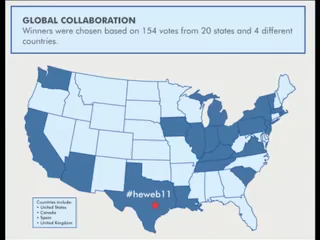 GLOBAL COLLABORATION
Winners were chosen based on 154 votes from 20 states and 4 different
countries.
#heweb11
Countries include:
• United States
• Canada
• Spain
• United Kingdom